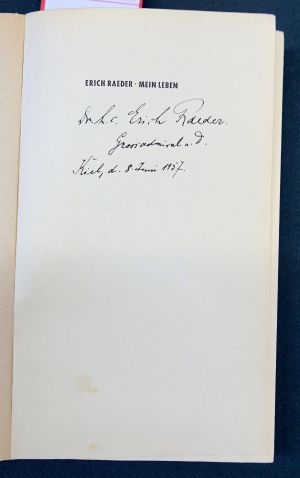 ERICH RAEDER · MEIN LEBEN
Dr. h. c. Erich Raeder.
Grossadmiral a. D.
Kiel, d. 8. Juni 1957.